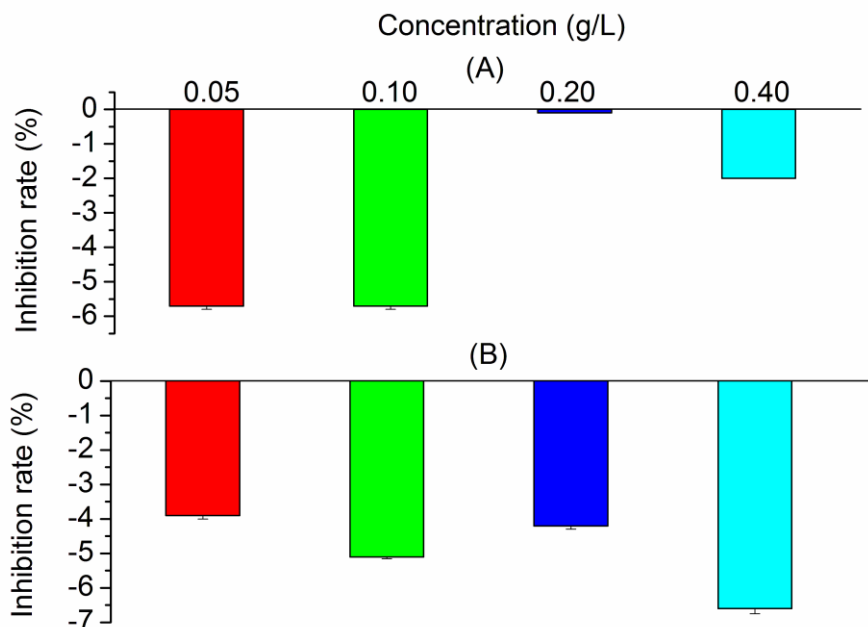 Concentration (g/L)
(A)
0.05 0.10 0.20 0.40
0
-1
-2
-3
-4
-5
-6
Inhibition rate (%)
(B)
0
-1
-2
-3
-4
-5
-6
-7
Inhibition rate (%)